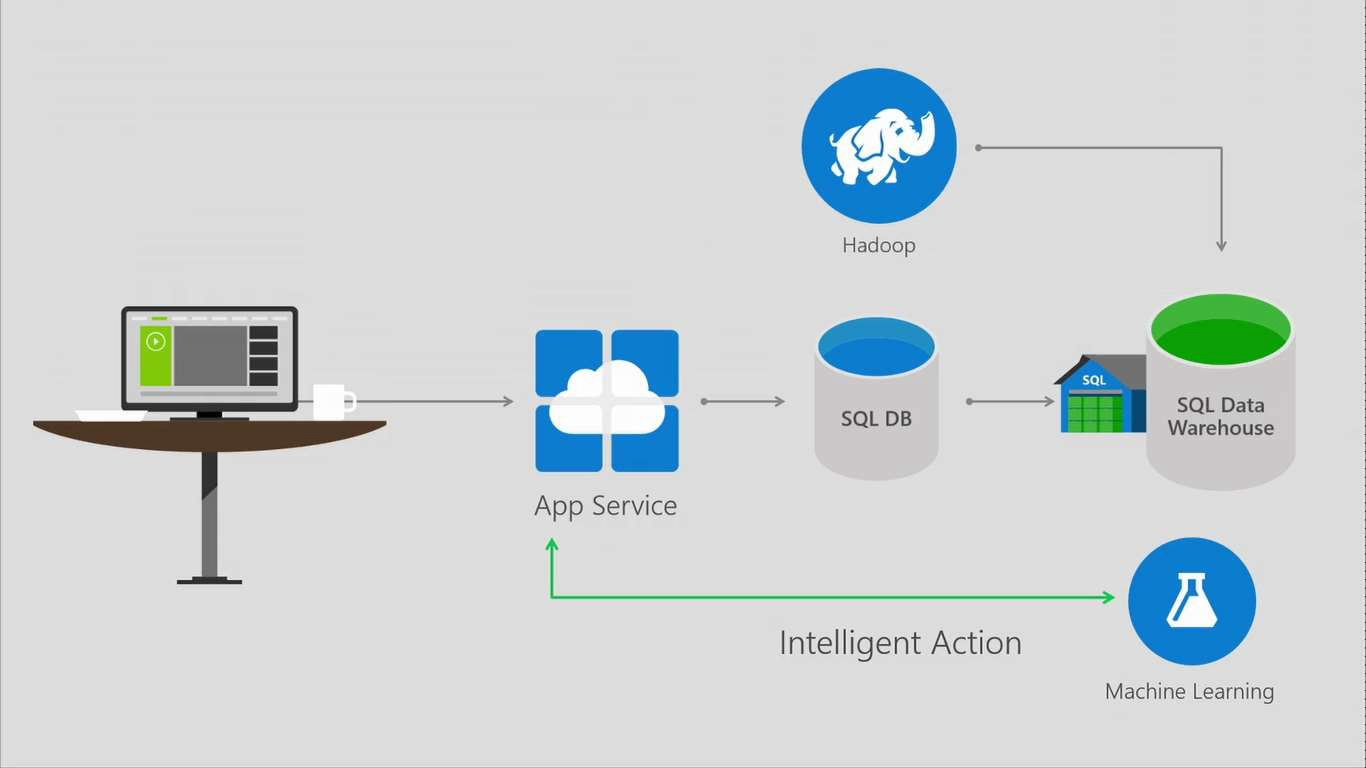 Hadoop
SQL
SQL Data
Warehouse
SQL DB
App Service
Intelligent Action
Machine Learning